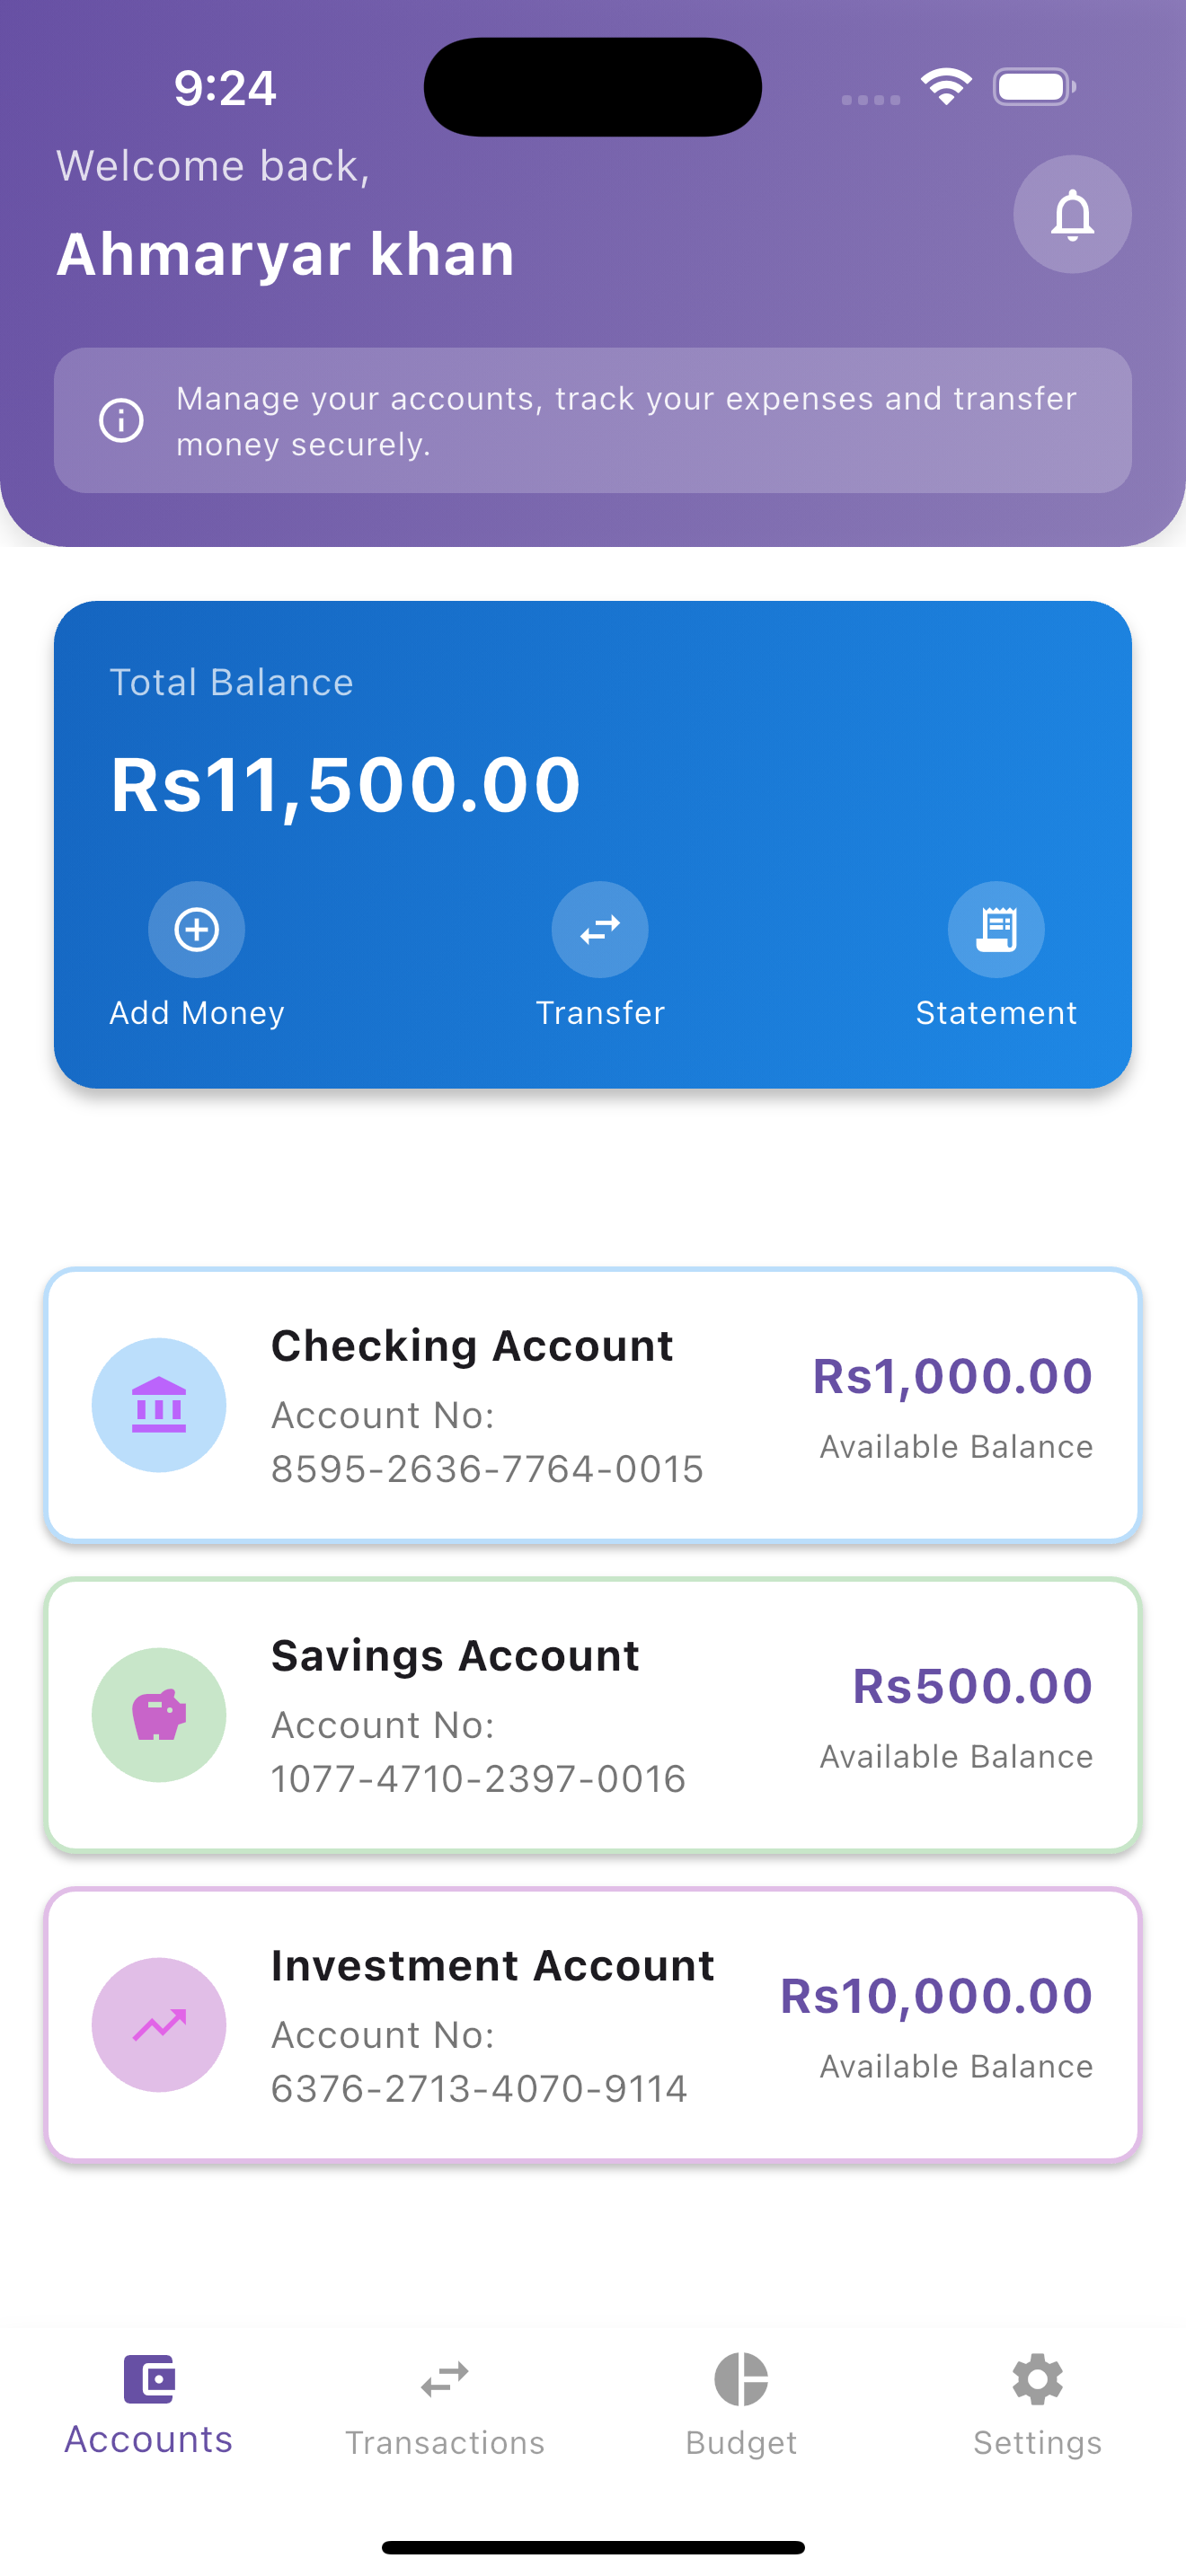 9:24
Welcome back,
Ahmaryar khan
Manage your accounts, track your expenses and transfer
money securely.
Total Balance
Rs11,500.00
Add Money
Transfer
Statement
Checking Account
Account No:
8595-2636-7764-0015
Rs1,000.00
Available Balance
Savings Account
Account No:
1077-4710-2397-0016
Rs500.00
Available Balance
Investment Account
Account No:
6376-2713-4070-9114
Rs10,000.00
Available Balance
Accounts
Transactions
Budget
Settings